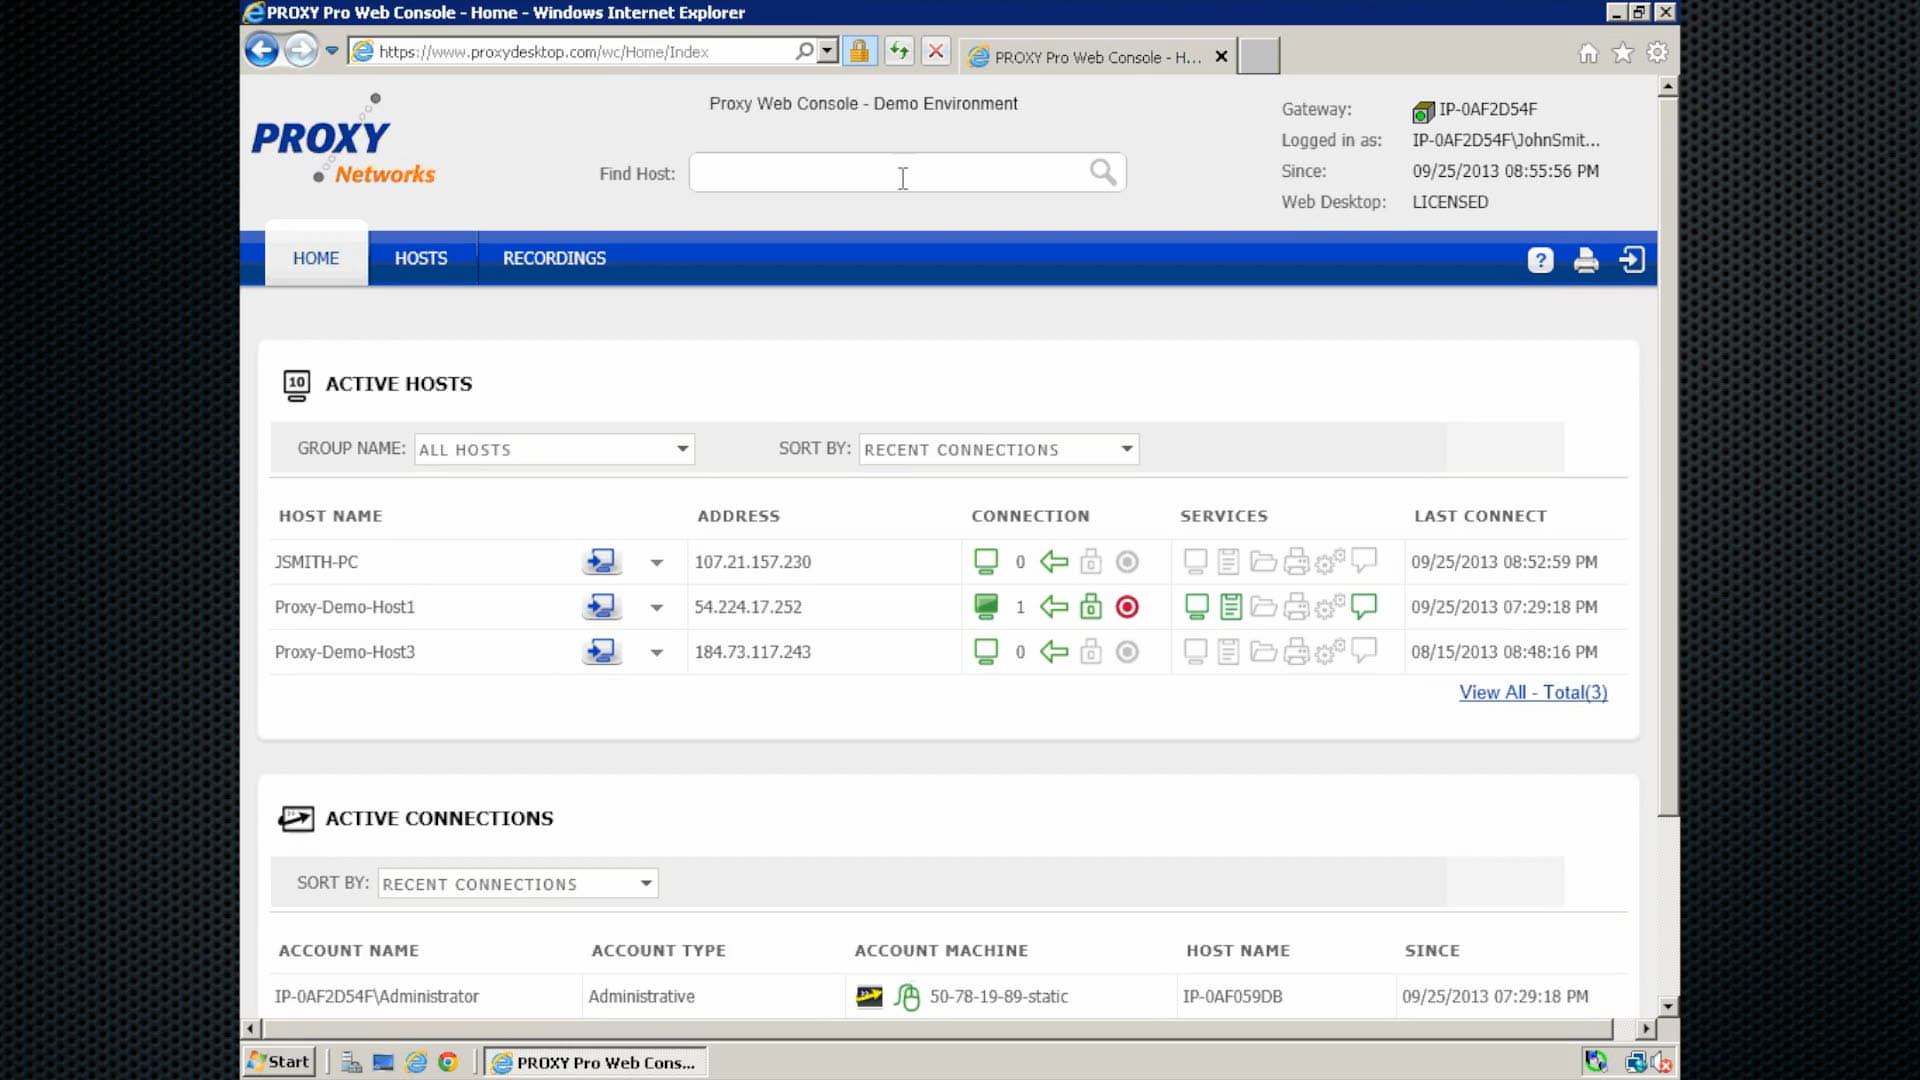 PROXY Pro Web Console - Home - Windows Internet Explorer
https://www.proxydesktop.com/wc/Home/Index
PROXY Pro Web Console - H...
PROXY
Networks
Proxy Web Console - Demo Environment
Find Host:
Gateway: IP-0AF2D54F
Logged in as: IP-0AF2D54F\JohnSmit...
Since: 09/25/2013 08:55:56 PM
Web Desktop: LICENSED
HOME HOSTS RECORDINGS
?
10 ACTIVE HOSTS
GROUP NAME: ALL HOSTS SORT BY: RECENT CONNECTIONS
HOST NAME ADDRESS CONNECTION SERVICES LAST CONNECT
JSMITH-PC 107.21.157.230 0 09/25/2013 08:52:59 PM
Proxy-Demo-Host1 54.224.17.252 1 09/25/2013 07:29:18 PM
Proxy-Demo-Host3 184.73.117.243 0 08/15/2013 08:48:16 PM
View All - Total(3)
ACTIVE CONNECTIONS
SORT BY: RECENT CONNECTIONS
ACCOUNT NAME ACCOUNT TYPE ACCOUNT MACHINE HOST NAME SINCE
IP-0AF2D54F\Administrator Administrative 50-78-19-89-static IP-0AF059DB 09/25/2013 07:29:18 PM
Start PROXY Pro Web Cons...